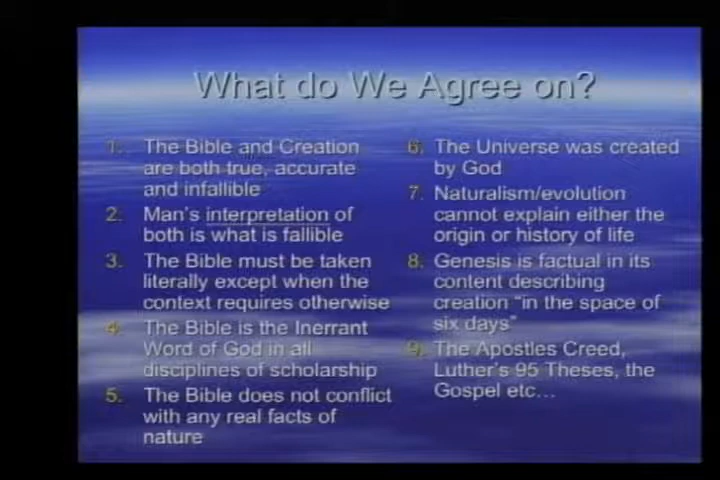 What do We Agree on?
1. The Bible and Creation
are both true, accurate
and infallible
2. Man's interpretation of
both is what is fallible
3. The Bible must be taken
literally except when the
context requires otherwise
4. The Bible is the Inerrant
Word of God in all
disciplines of scholarship
5. The Bible does not conflict
with any real facts of
nature
6. The Universe was created
by God
7. Naturalism/evolution
cannot explain either the
origin or history of life
8. Genesis is factual in its
content describing
creation "in the space of
six days"
9. The Apostles Creed,
Luther's 95 Theses, the
Gospel etc…